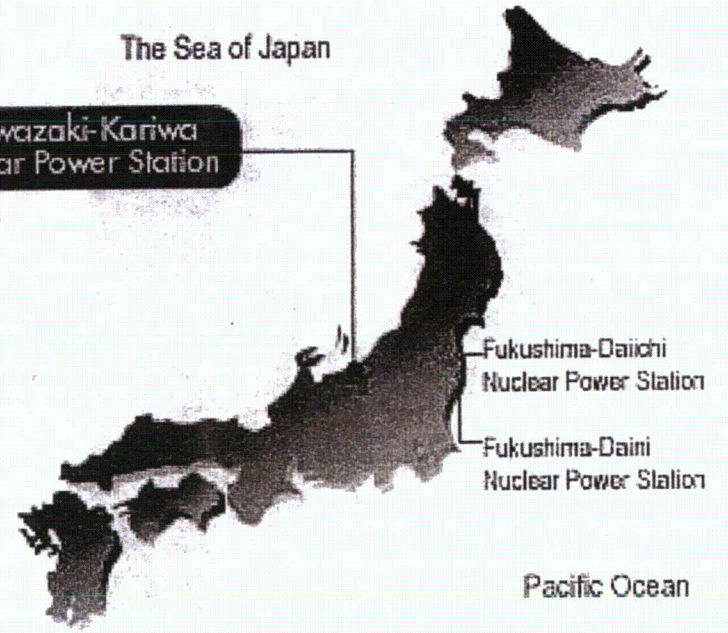 The Sea of Japan
wazaki-Kariwa
ar Power Station
Fukushima-Daiichi
Nuclear Power Station
Fukushima-Daini
Nuclear Power Station
Pacific Ocean